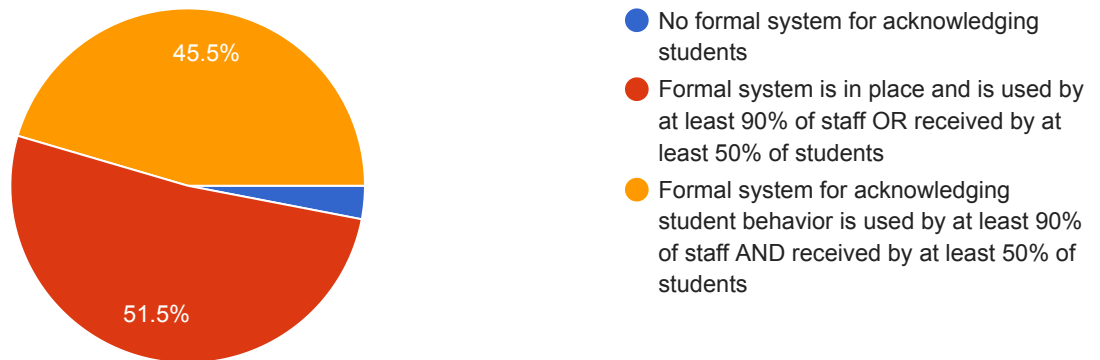 45.5%
51.5%
No formal system for acknowledging
students
Formal system is in place and is used by
at least 90% of staff OR received by at
least 50% of students
Formal system for acknowledging
student behavior is used by at least 90%
of staff AND received by at least 50% of
students